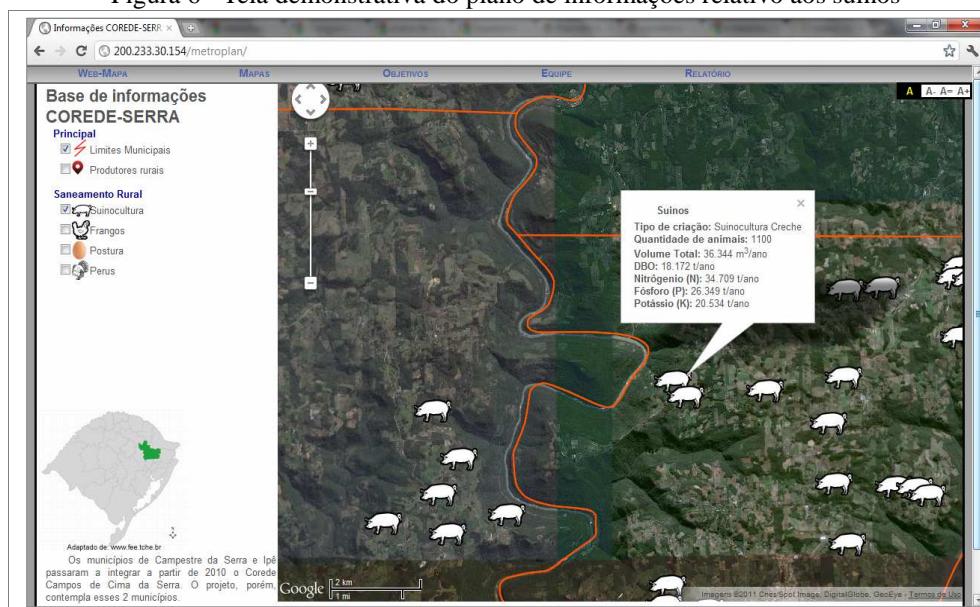 Figura 6 - Tela demonstrativa do plano de informações relativo aos suínos
Informações COREDE-SERR
200.233.30.154/metroplan/
WEB-MAPA MAPAS OBJETIVOS EQUIPE RELATÓRIO
A A- A= A+
Base de informações
COREDE-SERRA
Principal
Limites Municipais
Produtores rurais
Saneamento Rural
Suinocultura
Frangos
Postura
Perus
Suinos
Tipo de criação: Suinocultura Creche
Quantidade de animais: 1100
Volume Total: 36.344 m³/ano
DBO: 18.172 t/ano
Nitrôgenio (N): 34.709 t/ano
Fósforo (P): 26.349 t/ano
Potássio (K): 20.534 t/ano
Adaptado de: www.fee.tche.br
Os municípios de Campestre da Serra e Ipê
passaram a integrar a partir de 2010 o Corede
Campos de Cima da Serra. O projeto, porém,
contempla esses 2 municípios.
Google
2 km
1 mi
Imagens ©2011 Cnes/Spot Image, DigitalGlobe, GeoEye - Termos de Uso